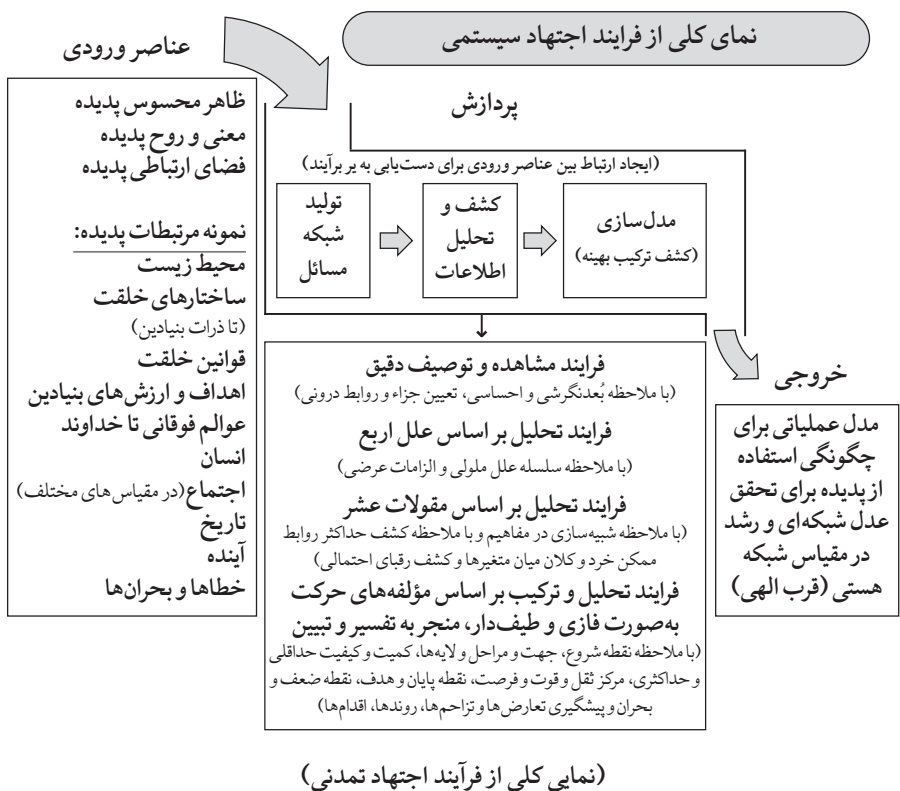 نمای کلی از فرایند اجتهاد سیستمی
عناصر ورودی
ظاهر محسوس پدیده
معنی و روح پدیده
فضای ارتباطی پدیده
نمونه مرتبطات پدیده:
محیط زیست
ساختارهای خلقت
(تا ذرات بنیادین)
قوانین خلقت
اهداف و ارزش‌های بنیادین
عوالم فوقانی تا خداوند
انسان
اجتماع (در مقیاس‌های مختلف)
تاریخ
آینده
خطاها و بحران‌ها
پردازش
(ایجاد ارتباط بین عناصر ورودی برای دست‌یابی به یر برآیند)
تولید
شبکه
مسائل
کشف و
تحلیل
اطلاعات
مدل‌سازی
(کشف ترکیب بهینه)
فرایند مشاهده و توصیف دقیق
(با ملاحظه بُعدنگرشی و احساسی، تعیین جزاء و روابط درونی)
فرایند تحلیل بر اساس علل اربع
(با ملاحظه سلسله علل ملولی و الزامات عرضی)
فرایند تحلیل بر اساس مقولات عشر
(با ملاحظه شبیه‌سازی در مفاهیم و با ملاحظه کشف حداکثر روابط
ممکن خرد و کلان میان متغیرها و کشف رقبای احتمالی)
فرایند تحلیل و ترکیب بر اساس مؤلفه‌های حرکت
به‌صورت فازی و طیف‌دار، منجر به تفسیر و تبیین
(با ملاحظه نقطه شروع، جهت و مراحل و لایه‌ها، کمیت و کیفیت حداقلی
و حداکثری، مرکز ثقل و قوت و فرصت، نقطه پایان و هدف، نقطه ضعف و
بحران و پیشگیری تعارض‌ها و تزاحم‌ها، روندها، اقدام‌ها)
خروجی
مدل عملیاتی برای
چگونگی استفاده
از پدیده برای تحقق
عدل شبکه‌ای و رشد
در مقیاس شبکه
هستی (قرب الهی)
(نمایی کلی از فرآیند اجتهاد تمدنی)